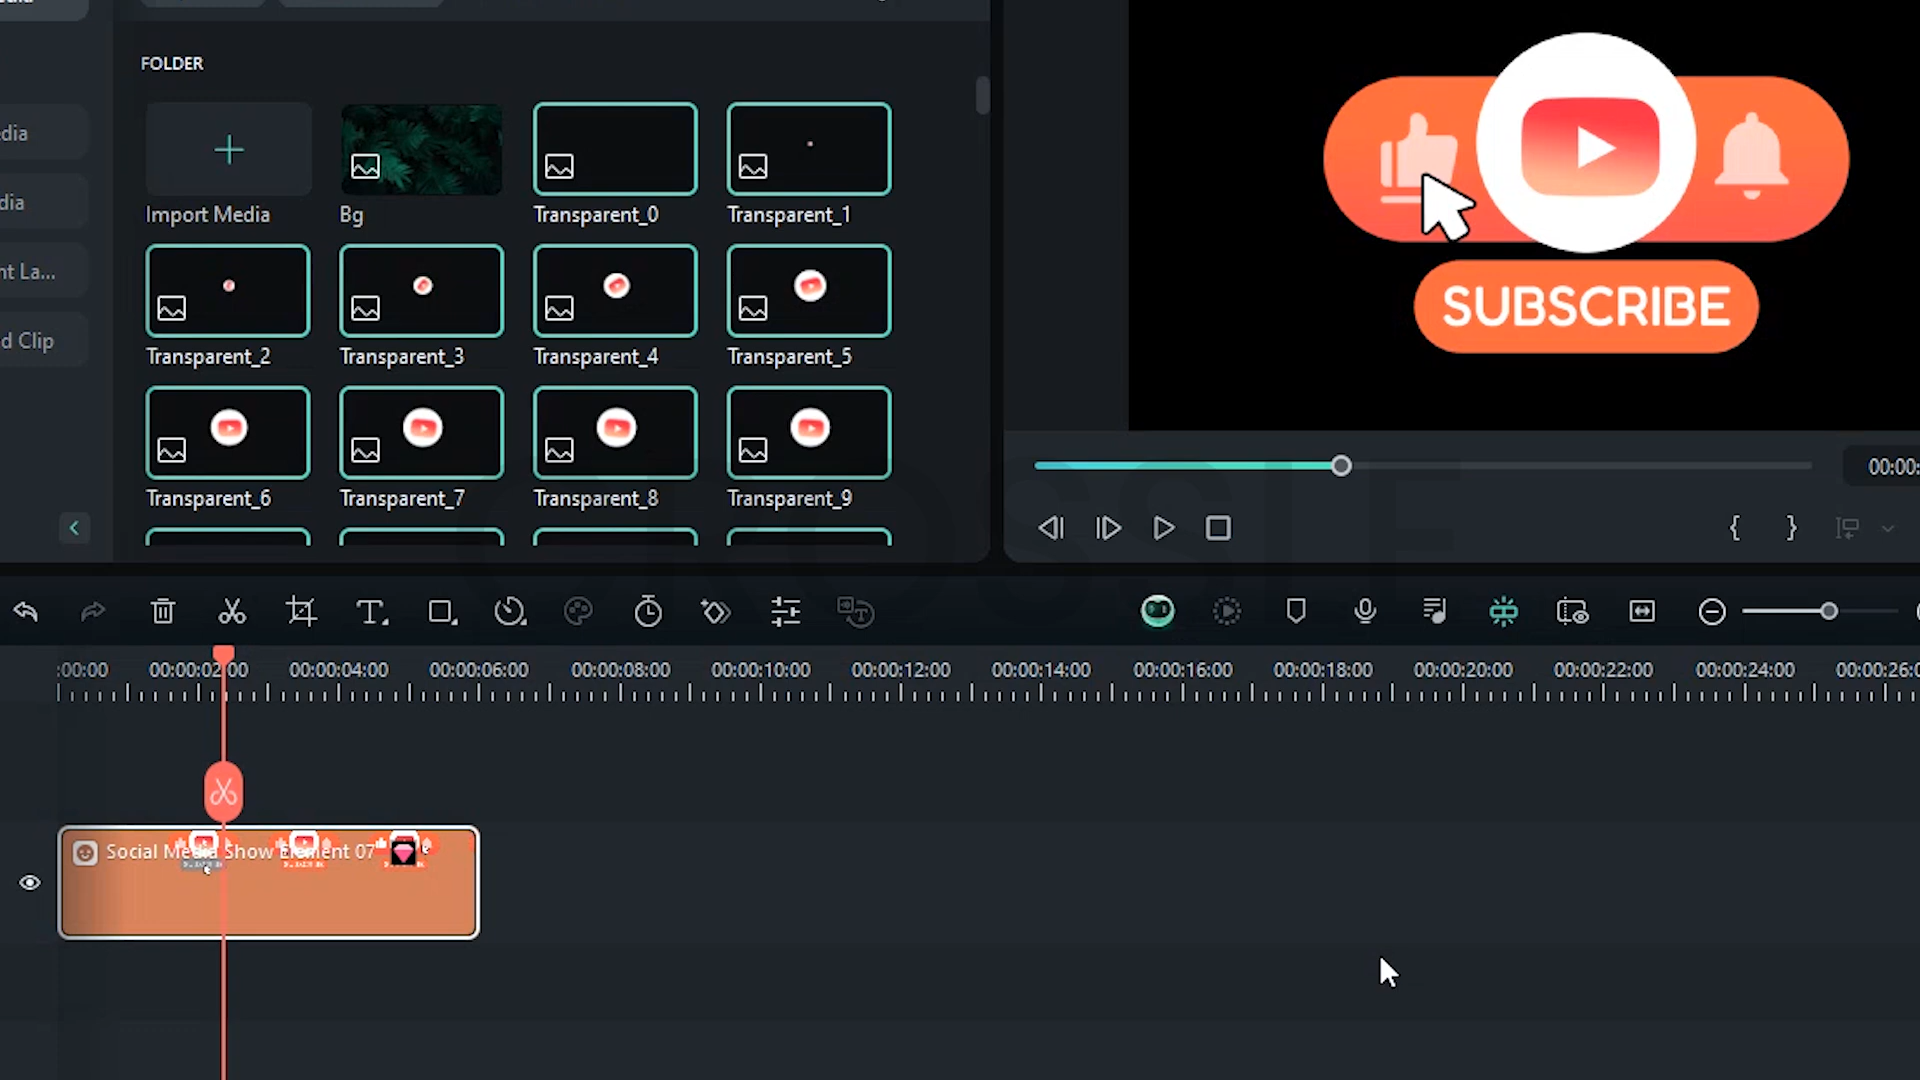 FOLDER
dia
dia
nt La...
d Clip
Import Media
Bg
Transparent_0
Transparent_1
Transparent_2
Transparent_3
Transparent_4
Transparent_5
Transparent_6
Transparent_7
Transparent_8
Transparent_9
SUBSCRIBE
00:00:
:00:00
00:00:02:00
00:00:04:00
00:00:06:00
00:00:08:00
00:00:10:00
00:00:12:00
00:00:14:00
00:00:16:00
00:00:18:00
00:00:20:00
00:00:22:00
00:00:24:00
00:00:26:0
Social Media Show Element 07